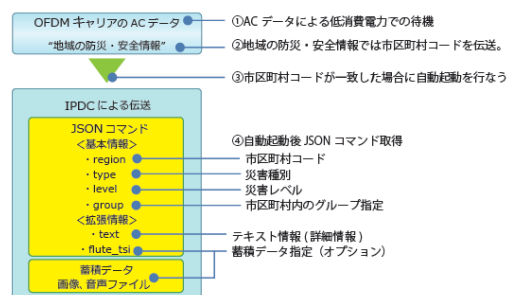 OFDM キャリアの AC データ
①AC データによる低消費電力での待機
“地域の防災・安全情報”
②地域の防災・安全情報では市区町村コードを伝送。
③市区町村コードが一致した場合に自動起動を行なう
IPDC による伝送
JSON コマンド
④自動起動後 JSON コマンド取得
＜基本情報＞
・region
市区町村コード
・type
災害種別
・level
災害レベル
・group
市区町村内のグループ指定
＜拡張情報＞
・text
テキスト情報 ( 詳細情報 )
・flute_tsi
蓄積データ指定（オプション）
蓄積データ
画像、音声ファイル